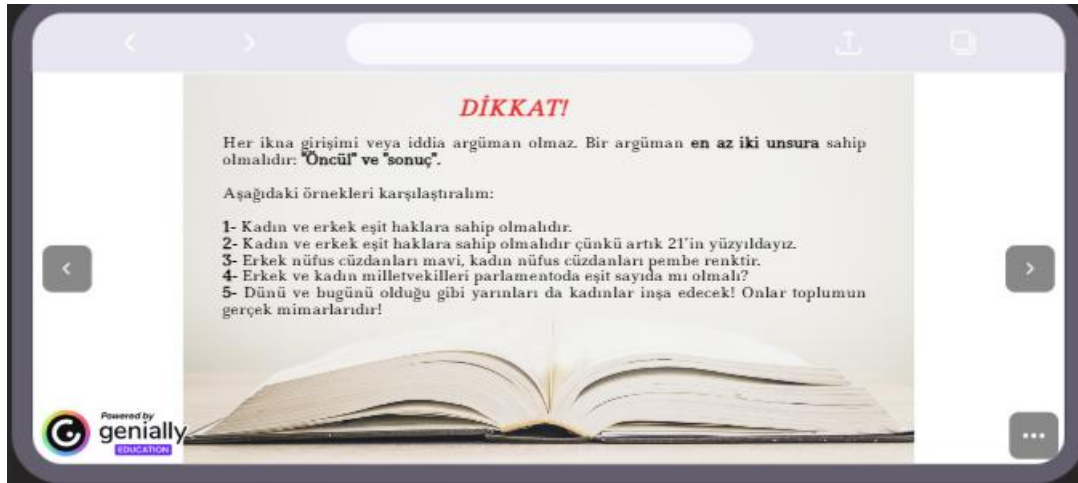 DİKKAT!
Her ikna girişimi veya iddia argüman olmaz. Bir argüman en az iki unsura sahip
olmalıdır: "Öncül" ve "sonuç".
Aşağıdaki örnekleri karşılaştıralım:
1- Kadın ve erkek eşit haklara sahip olmalıdır.
2- Kadın ve erkek eşit haklara sahip olmalıdır çünkü artık 21'in yüzyıldayız.
3- Erkek nüfus cüzdanları mavi, kadın nüfus cüzdanları pembe renktir.
4- Erkek ve kadın milletvekilleri parlamentoda eşit sayıda mı olmalı?
5- Dünü ve bugünü olduğu gibi yarınları da kadınlar inşa edecek! Onlar toplumun
gerçek mimarlarıdır!
Powered by
genially
EDUCATION